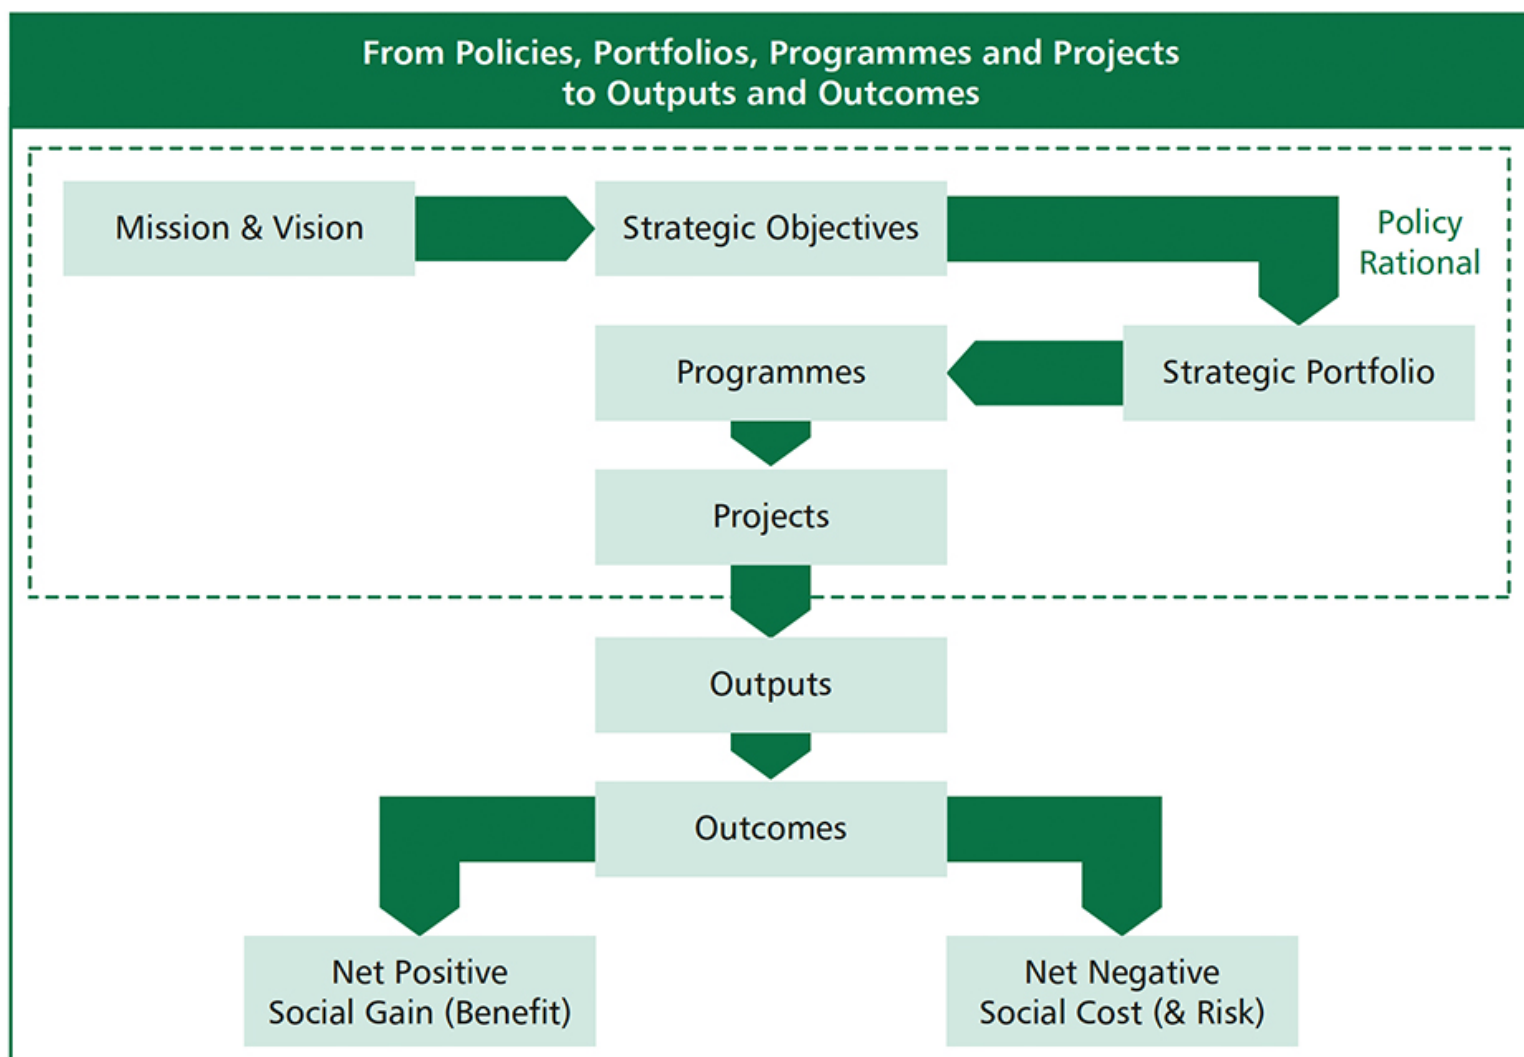 From Policies, Portfolios, Programmes and Projects
to Outputs and Outcomes
Mission & Vision
Strategic Objectives
Policy
Rational
Programmes
Strategic Portfolio
Projects
Outputs
Outcomes
Net Positive
Social Gain (Benefit)
Net Negative
Social Cost (& Risk)